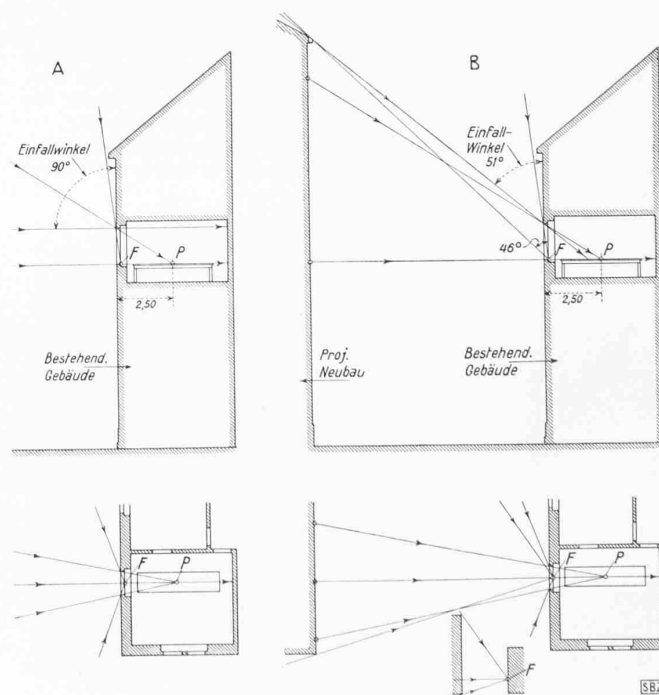 A
Einfallwinkel
90°
F
P
2,50
Bestehend.
Gebäude
B
Einfall-
Winkel
51°
46°
F
P
2,50
Proj.
Neubau
Bestehend.
Gebäude
F
P
F
P
F
SBZ